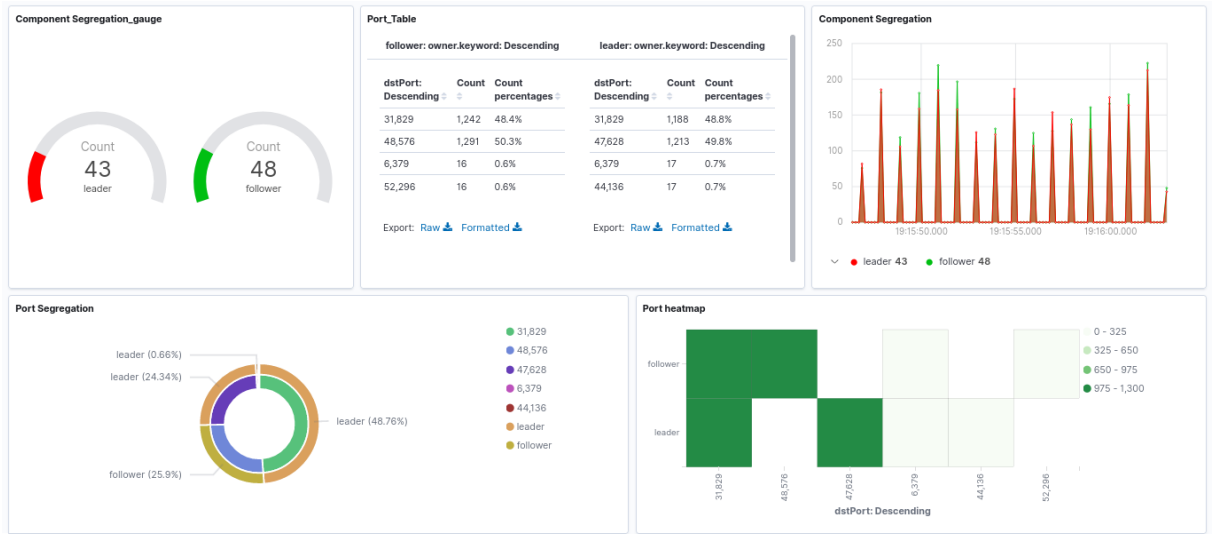 Component Segregation_gauge
Count
43
leader
Count
48
follower
Port_Table
follower: owner.keyword: Descending
dstPort: Descending Count Count percentages
31,829 1,242 48.4%
48,576 1,291 50.3%
6,379 16 0.6%
52,296 16 0.6%
Export: Raw Formatted
leader: owner.keyword: Descending
dstPort: Descending Count Count percentages
31,829 1,188 48.8%
47,628 1,213 49.8%
6,379 17 0.7%
44,136 17 0.7%
Export: Raw Formatted
Component Segregation
250
200
150
100
50
0
19:15:50.000 19:15:55.000 19:16:00.000
leader 43 follower 48
Port Segregation
leader (0.66%)
leader (24.34%)
leader (48.76%)
follower (25.9%)
31,829
48,576
47,628
6,379
44,136
leader
follower
Port heatmap
follower
leader
31,829
48,576
47,628
6,379
44,136
52,296
dstPort: Descending
0 - 325
325 - 650
650 - 975
975 - 1,300